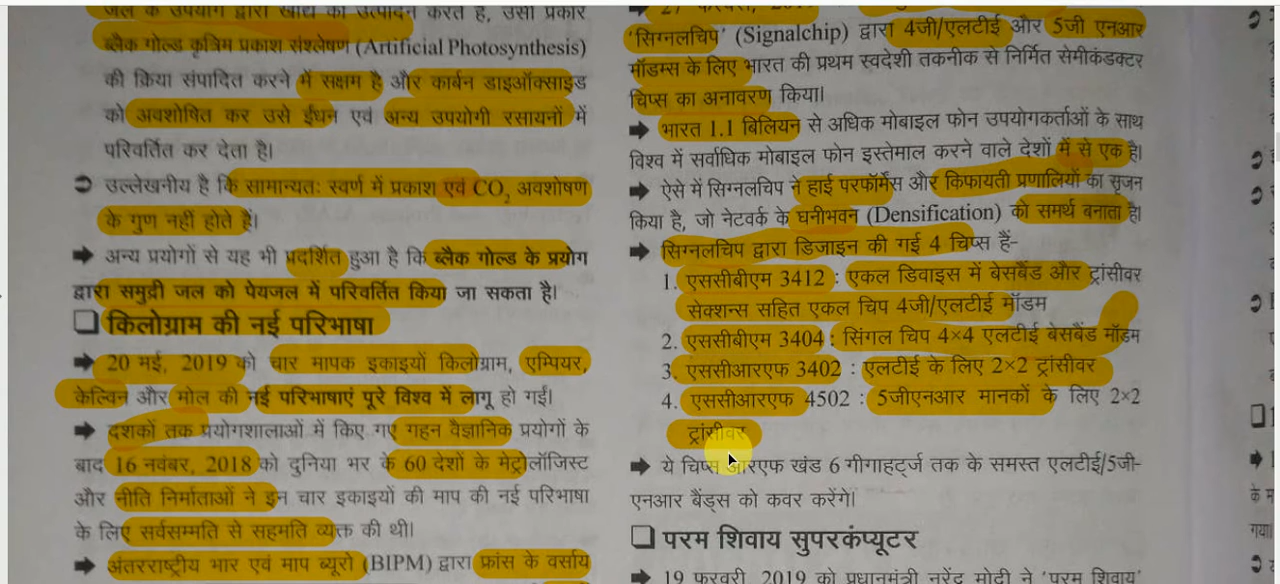 जल के उपयोग द्वारा खाद्य का उत्पादन करते हैं, उसी प्रकार
ब्लैक गोल्ड कृत्रिम प्रकाश संश्लेषण (Artificial Photosynthesis)
की क्रिया संपादित करने में सक्षम है और कार्बन डाइऑक्साइड
को अवशोषित कर उसे ईंधन एवं अन्य उपयोगी रसायनों में
परिवर्तित कर देता है।
➲ उल्लेखनीय है कि सामान्यतः स्वर्ण में प्रकाश एवं CO₂ अवशोषण
के गुण नहीं होते हैं।
➡ अन्य प्रयोगों से यह भी प्रदर्शित हुआ है कि ब्लैक गोल्ड के प्रयोग
द्वारा समुद्री जल को पेयजल में परिवर्तित किया जा सकता है।
❑ किलोग्राम की नई परिभाषा
➡ 20 मई, 2019 को चार मापक इकाइयों किलोग्राम, एम्पियर,
केल्विन और मोल की नई परिभाषाएं पूरे विश्व में लागू हो गईं।
➡ दशकों तक प्रयोगशालाओं में किए गए गहन वैज्ञानिक प्रयोगों के
बाद 16 नवंबर, 2018 को दुनिया भर के 60 देशों के मेट्रोलॉजिस्ट
और नीति निर्माताओं ने इन चार इकाइयों की माप की नई परिभाषा
के लिए सर्वसम्मति से सहमति व्यक्त की थी।
➡ अंतरराष्ट्रीय भार एवं माप ब्यूरो (BIPM) द्वारा फ्रांस के वर्साय
'सिग्नलचिप' (Signalchip) द्वारा 4जी/एलटीई और 5जी एनआर
मॉडम्स के लिए भारत की प्रथम स्वदेशी तकनीक से निर्मित सेमीकंडक्टर
चिप्स का अनावरण किया।
➡ भारत 1.1 बिलियन से अधिक मोबाइल फोन उपयोगकर्ताओं के साथ
विश्व में सर्वाधिक मोबाइल फोन इस्तेमाल करने वाले देशों में से एक है।
➡ ऐसे में सिग्नलचिप ने हाई परफॉर्मेंस और किफायती प्रणालियों का सृजन
किया है, जो नेटवर्क के घनीभवन (Densification) को समर्थ बनाता है।
➡ सिग्नलचिप द्वारा डिजाइन की गई 4 चिप्स हैं-
1. एससीबीएम 3412 : एकल डिवाइस में बेसबैंड और ट्रांसीवर
सेक्शन्स सहित एकल चिप 4जी/एलटीई मॉडम
2. एससीबीएम 3404 : सिंगल चिप 4×4 एलटीई बेसबैंड मॉडम
3. एससीआरएफ 3402 : एलटीई के लिए 2×2 ट्रांसीवर
4. एससीआरएफ 4502 : 5जीएनआर मानकों के लिए 2×2
ट्रांसीवर
➡ ये चिप्स आरएफ खंड 6 गीगाहर्ट्ज तक के समस्त एलटीई/5जी-
एनआर बैंड्स को कवर करेंगे।
❑ परम शिवाय सुपरकंप्यूटर
➡ 19 फरवरी, 2019 को प्रधानमंत्री नरेंद्र मोदी ने 'परम शिवाय'